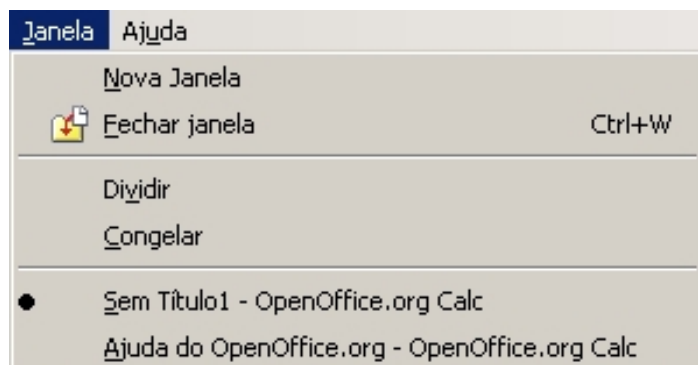 Janela Ajuda
Nova Janela
Fechar janela Ctrl+W
Dividir
Congelar
Sem Título1 - OpenOffice.org Calc
Ajuda do OpenOffice.org - OpenOffice.org Calc